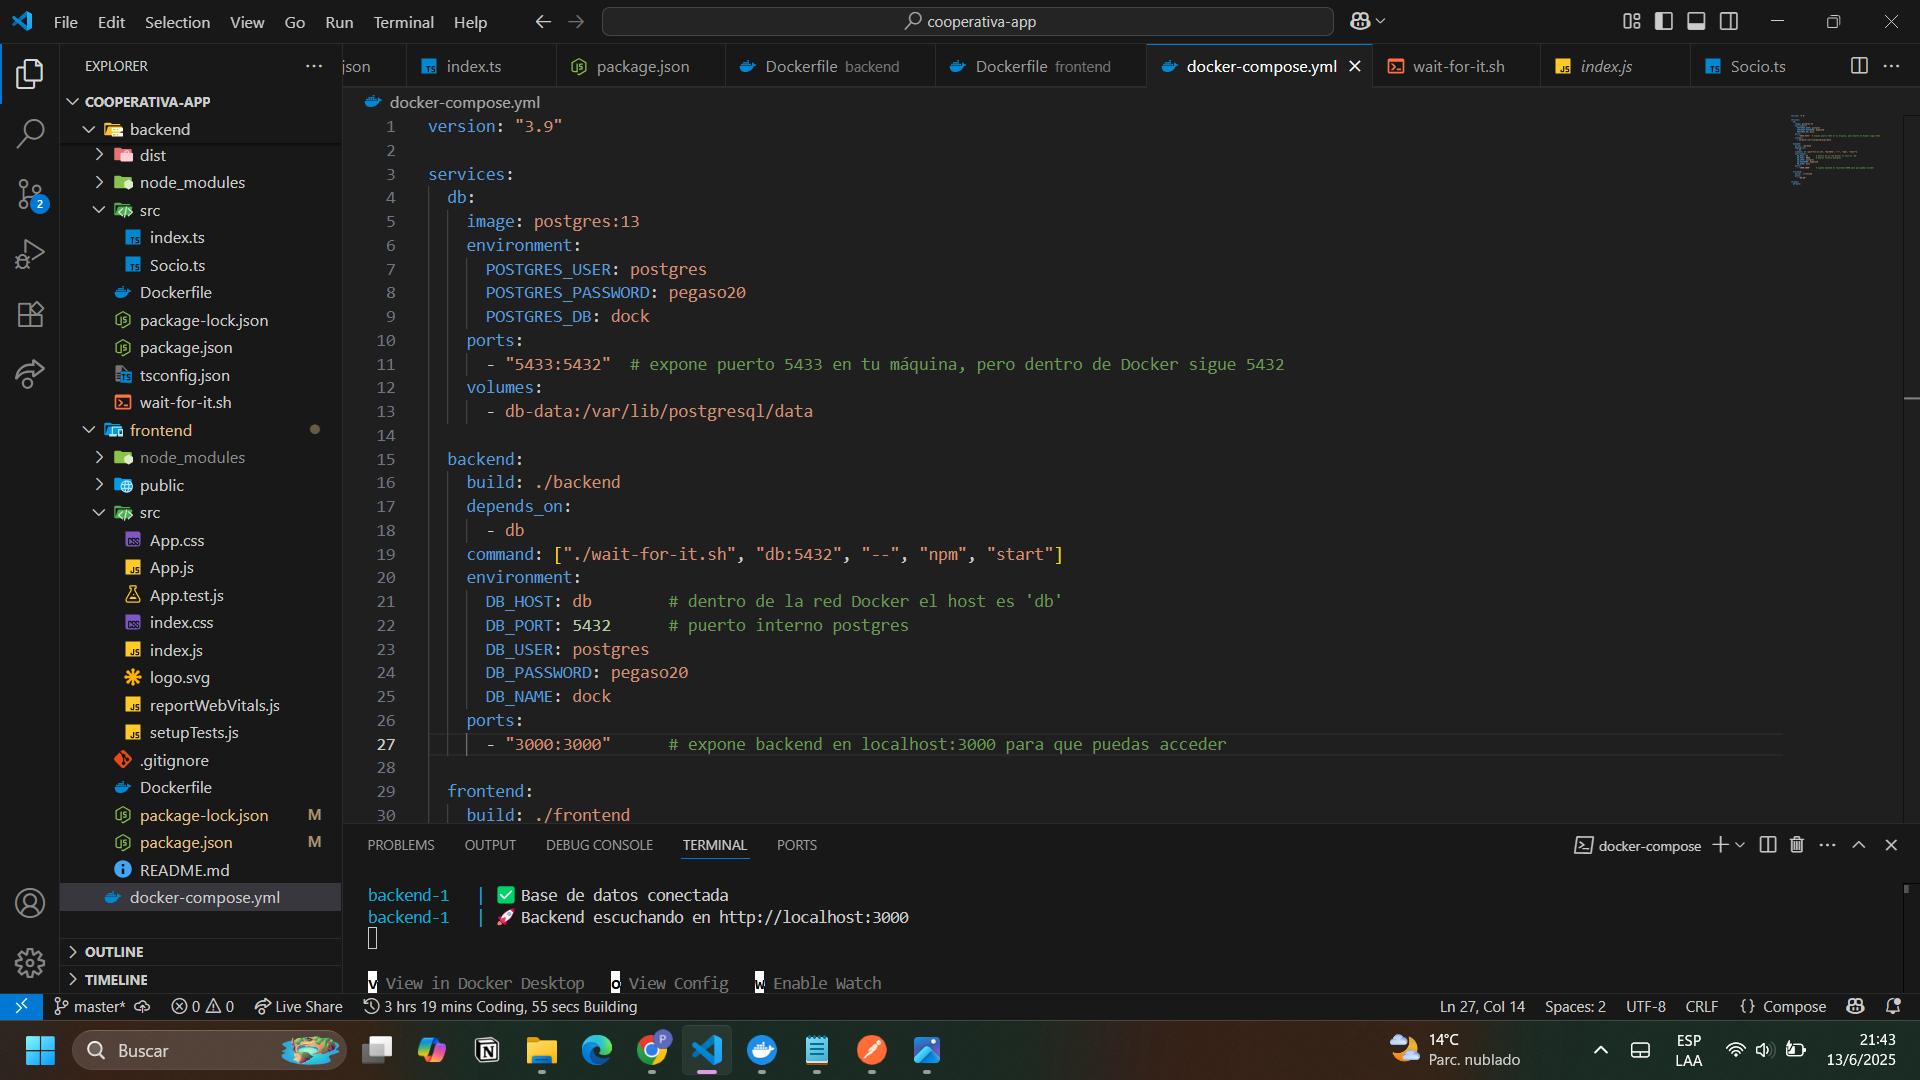 File Edit Selection View Go Run Terminal Help
cooperativa-app
EXPLORER
json
index.ts
package.json
Dockerfile backend
Dockerfile frontend
docker-compose.yml
wait-for-it.sh
index.js
Socio.ts
COOPERATIVA-APP
backend
dist
node_modules
src
index.ts
Socio.ts
Dockerfile
package-lock.json
package.json
tsconfig.json
wait-for-it.sh
frontend
node_modules
public
src
App.css
App.js
App.test.js
index.css
index.js
logo.svg
reportWebVitals.js
setupTests.js
.gitignore
Dockerfile
package-lock.json M
package.json M
README.md
docker-compose.yml
OUTLINE
TIMELINE
2
docker-compose.yml
1 version: "3.9"
2
3 services:
4 db:
5 image: postgres:13
6 environment:
7 POSTGRES_USER: postgres
8 POSTGRES_PASSWORD: pegaso20
9 POSTGRES_DB: dock
10 ports:
11 - "5433:5432" # expone puerto 5433 en tu máquina, pero dentro de Docker sigue 5432
12 volumes:
13 - db-data:/var/lib/postgresql/data
14
15 backend:
16 build: ./backend
17 depends_on:
18 - db
19 command: ["./wait-for-it.sh", "db:5432", "--", "npm", "start"]
20 environment:
21 DB_HOST: db # dentro de la red Docker el host es 'db'
22 DB_PORT: 5432 # puerto interno postgres
23 DB_USER: postgres
24 DB_PASSWORD: pegaso20
25 DB_NAME: dock
26 ports:
27 - "3000:3000" # expone backend en localhost:3000 para que puedas acceder
28
29 frontend:
30 build: ./frontend
PROBLEMS OUTPUT DEBUG CONSOLE TERMINAL PORTS
docker-compose
backend-1 | ✅ Base de datos conectada
backend-1 | 🚀 Backend escuchando en http://localhost:3000
v View in Docker Desktop o View Config w Enable Watch
master* 0 0 Live Share 3 hrs 19 mins Coding, 55 secs Building
Ln 27, Col 14 Spaces: 2 UTF-8 CRLF {} Compose
Buscar
P
14°C
Parc. nublado
ESP
LAA
21:43
13/6/2025